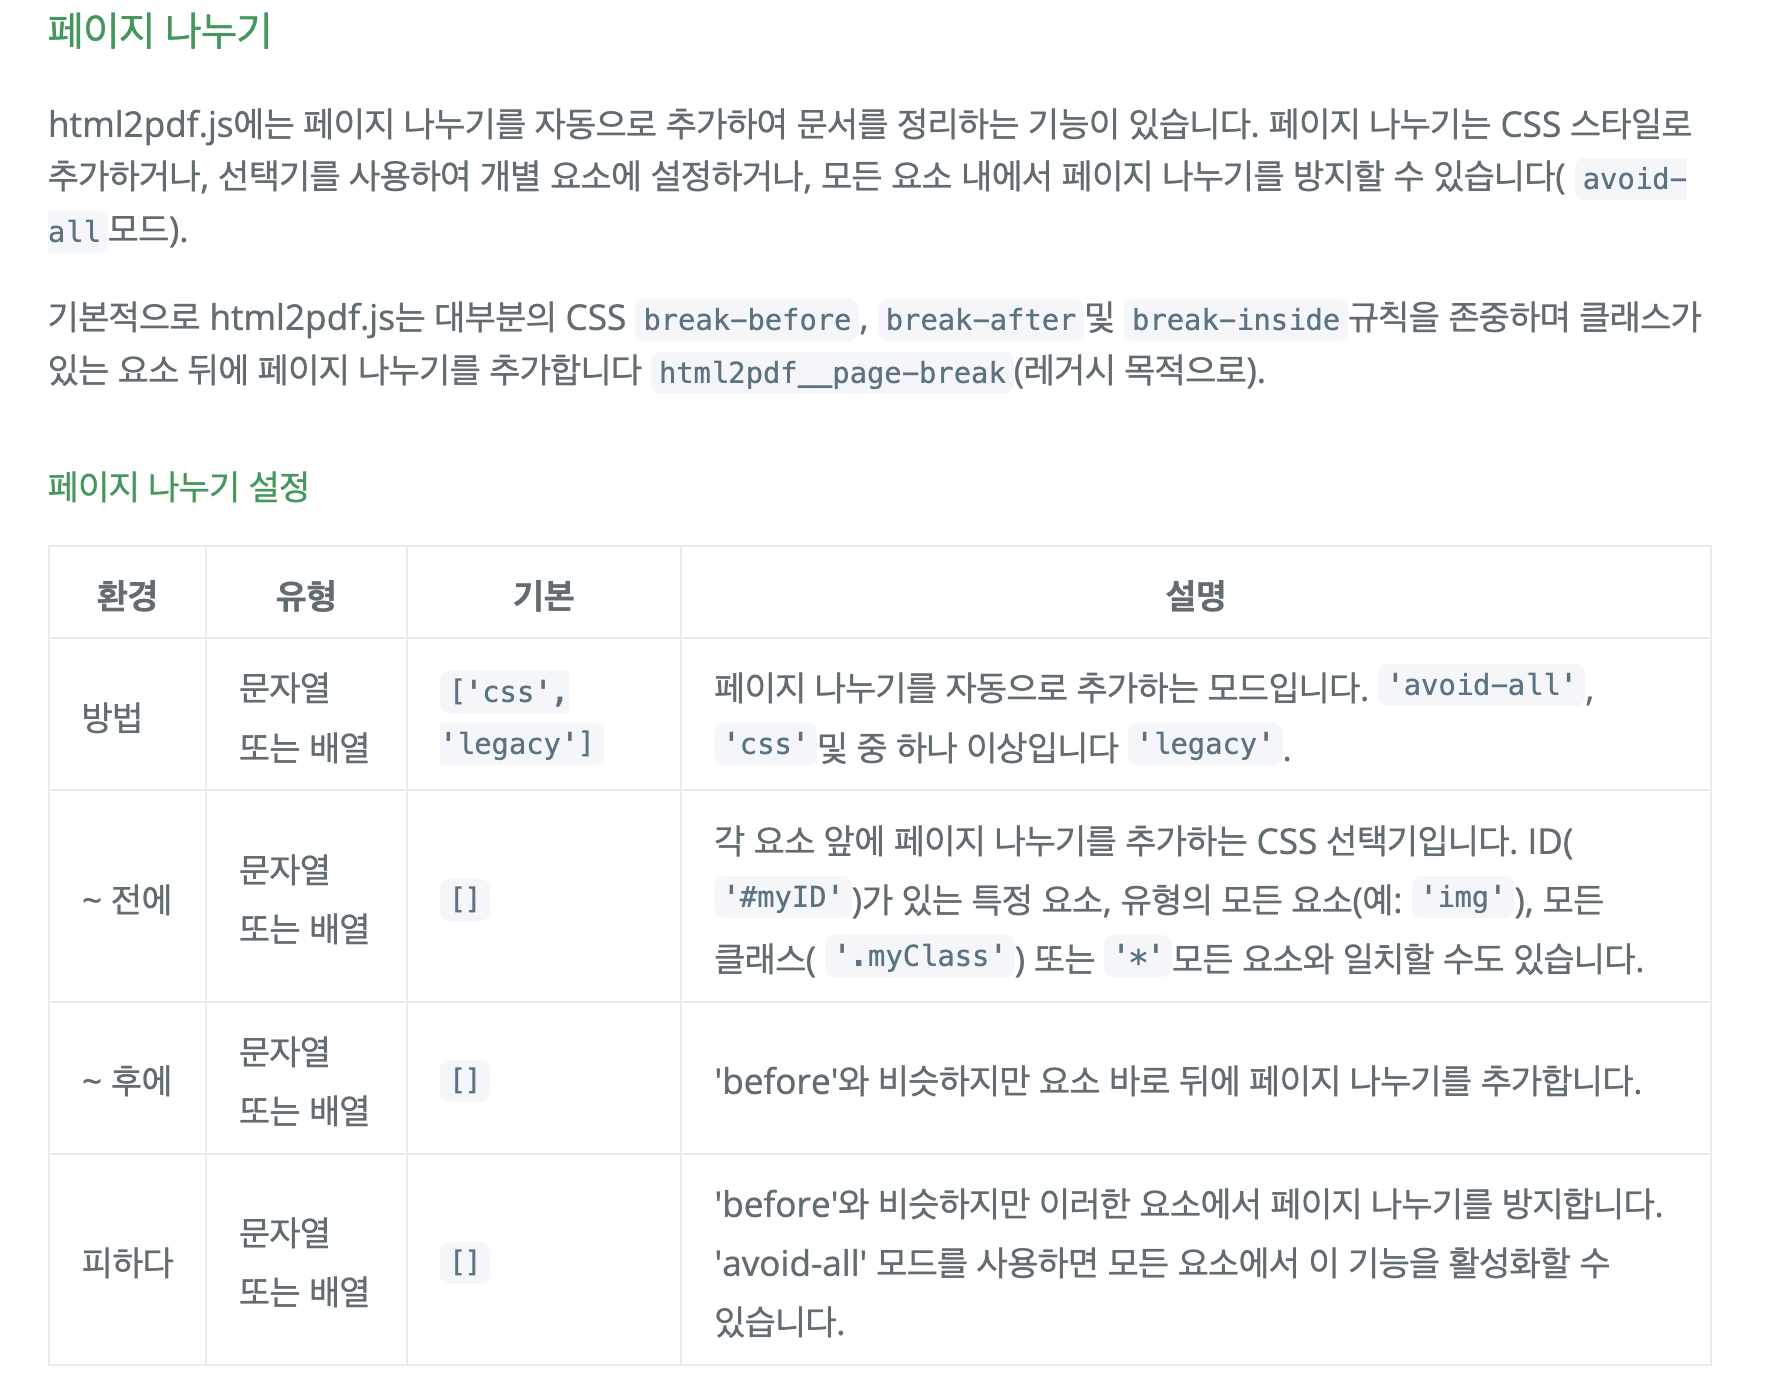 페이지 나누기
html2pdf.js에는 페이지 나누기를 자동으로 추가하여 문서를 정리하는 기능이 있습니다. 페이지 나누기는 CSS 스타일로
추가하거나, 선택기를 사용하여 개별 요소에 설정하거나, 모든 요소 내에서 페이지 나누기를 방지할 수 있습니다( avoid-
all 모드).
기본적으로 html2pdf.js는 대부분의 CSS break-before, break-after 및 break-inside 규칙을 존중하며 클래스가
있는 요소 뒤에 페이지 나누기를 추가합니다 html2pdf__page-break (레거시 목적으로).
페이지 나누기 설정
환경 유형 기본 설명
방법
문자열
또는 배열
['css',
'legacy']
페이지 나누기를 자동으로 추가하는 모드입니다. 'avoid-all',
'css' 및 중 하나 이상입니다 'legacy'.
~ 전에
문자열
또는 배열
[]
각 요소 앞에 페이지 나누기를 추가하는 CSS 선택기입니다. ID(
'#myID' )가 있는 특정 요소, 유형의 모든 요소(예: 'img' ), 모든
클래스( '.myClass' ) 또는 '*' 모든 요소와 일치할 수도 있습니다.
~ 후에
문자열
또는 배열
[]
'before'와 비슷하지만 요소 바로 뒤에 페이지 나누기를 추가합니다.
피하다
문자열
또는 배열
[]
'before'와 비슷하지만 이러한 요소에서 페이지 나누기를 방지합니다.
'avoid-all' 모드를 사용하면 모든 요소에서 이 기능을 활성화할 수
있습니다.